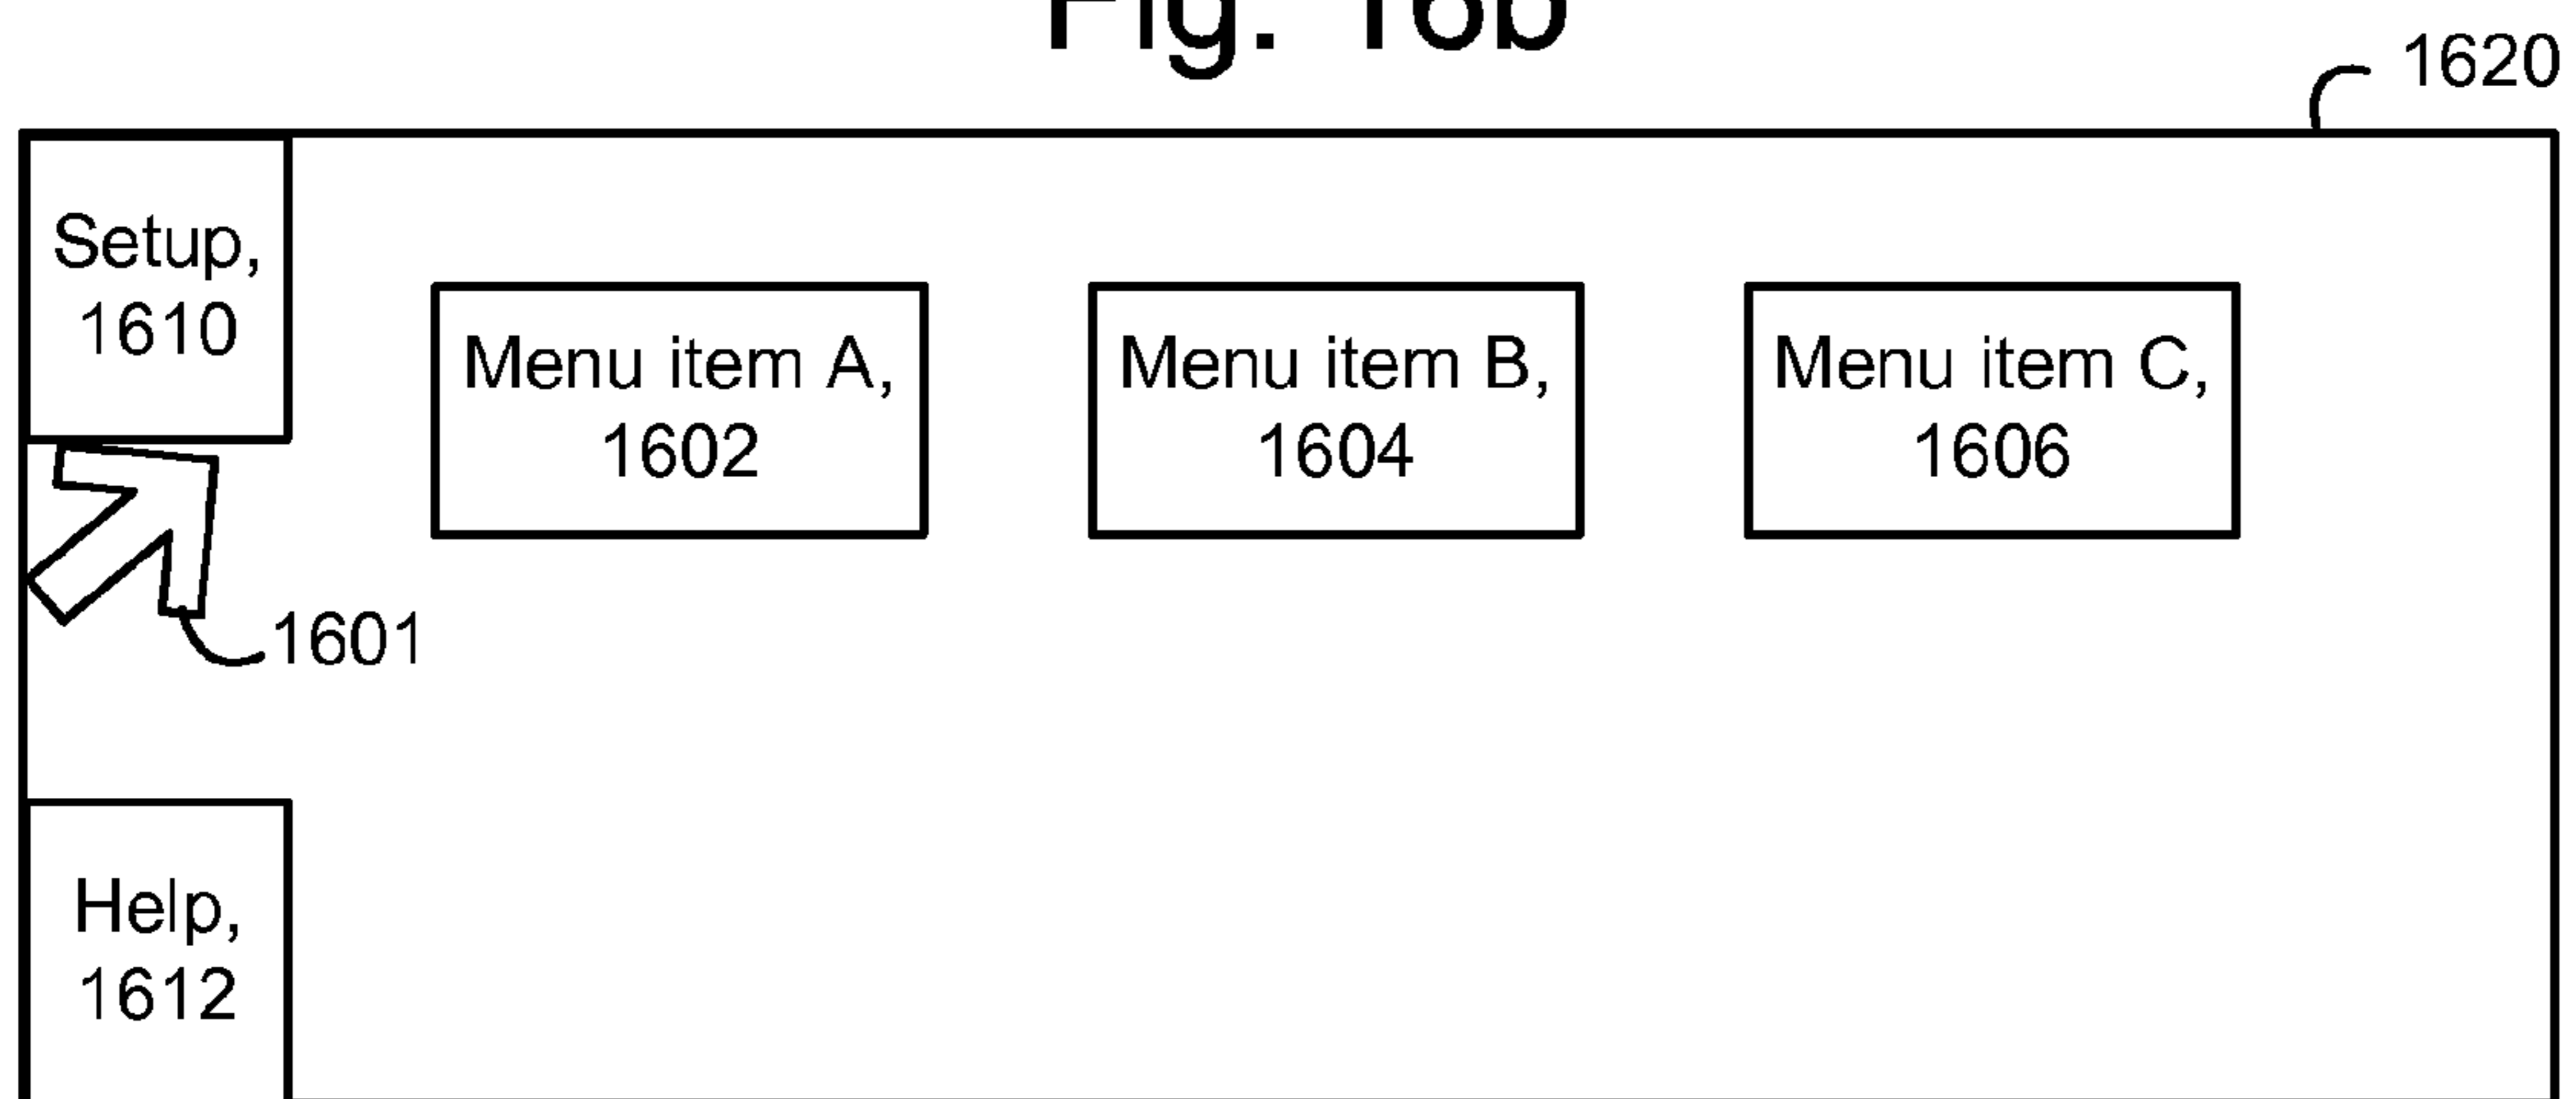 Fig. 16b
1620
Setup,
1610
Menu item A,
1602
Menu item B,
1604
Menu item C,
1606
1601
Help,
1612